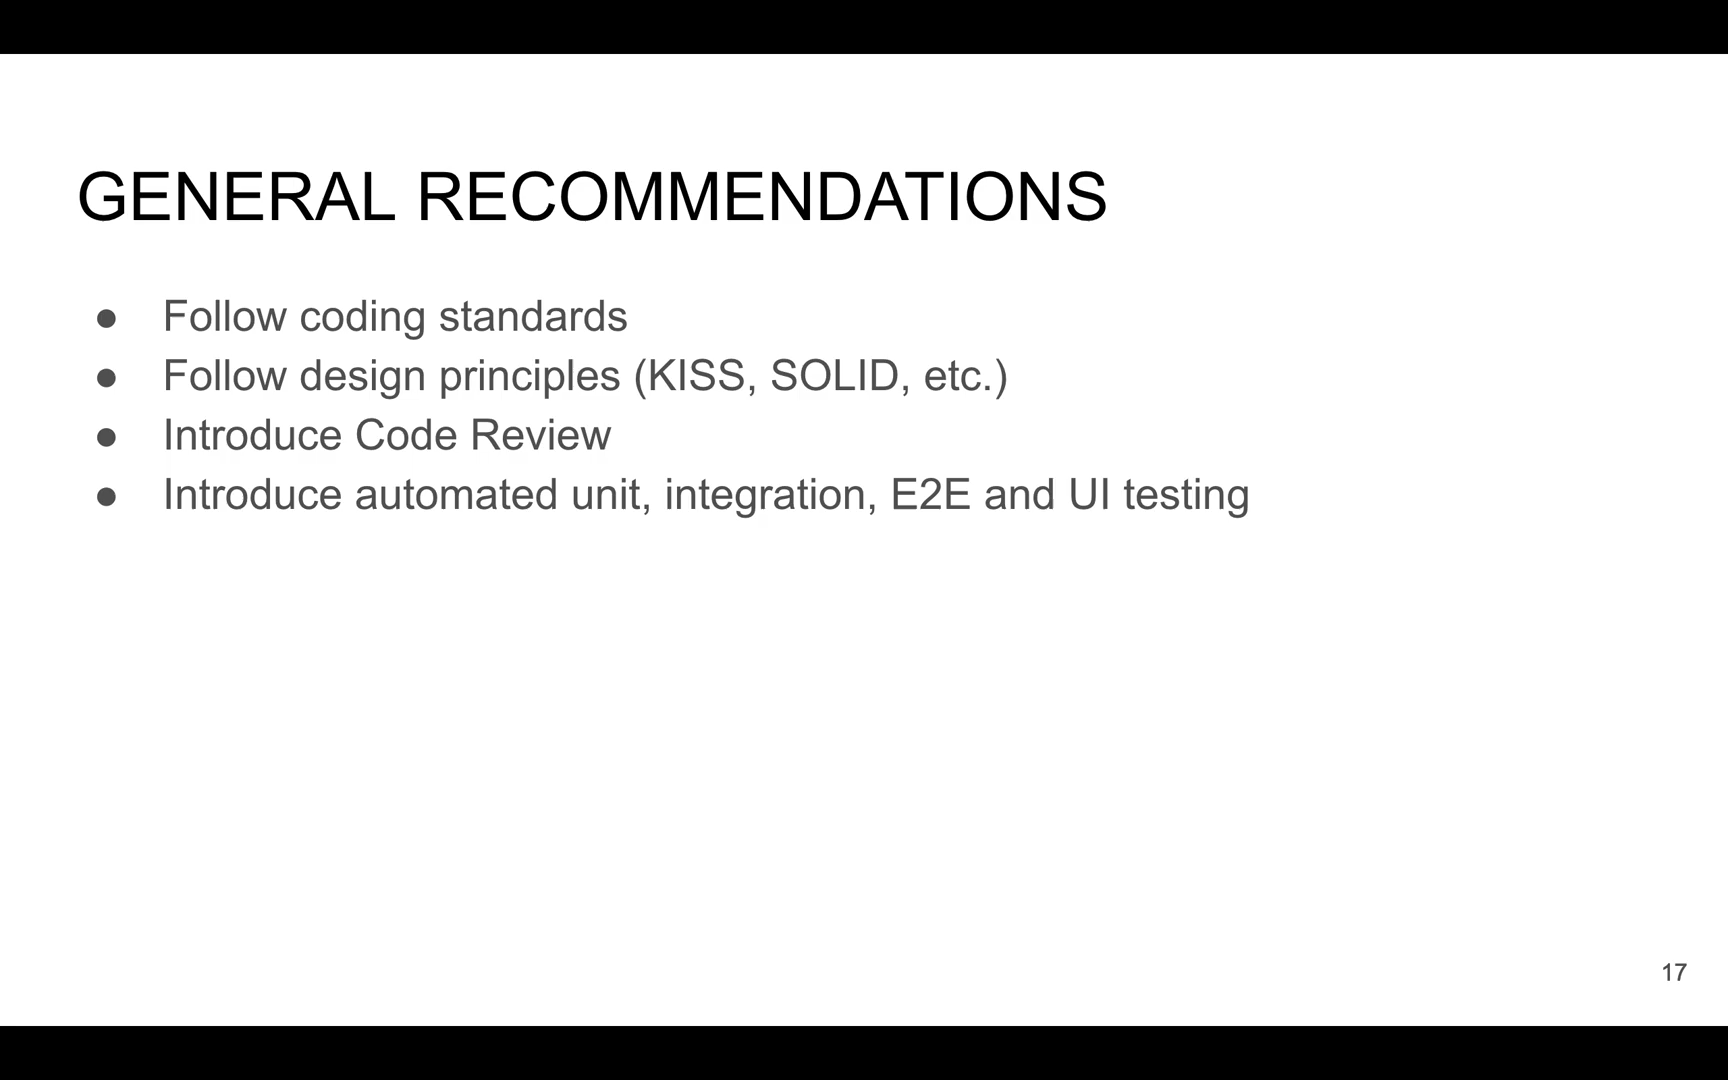 GENERAL RECOMMENDATIONS
● Follow coding standards
● Follow design principles (KISS, SOLID, etc.)
● Introduce Code Review
● Introduce automated unit, integration, E2E and UI testing
17